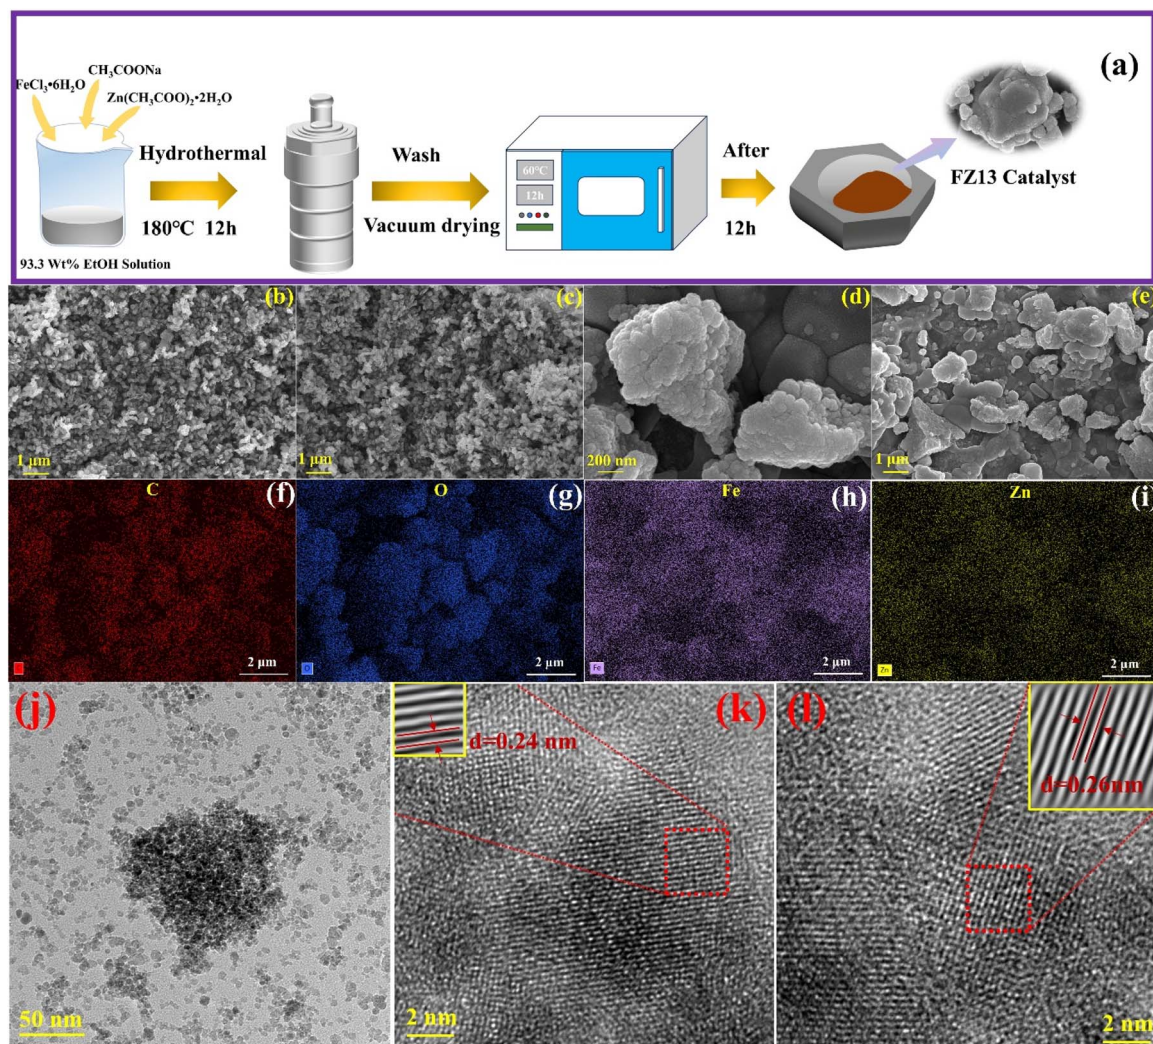 (a)
CH₃COONa
FeCl₃•6H₂O
Zn(CH₃COO)₂•2H₂O
Hydrothermal
180°C 12h
93.3 Wt% EtOH Solution
Wash
Vacuum drying
60°C
12h
After
12h
FZ13 Catalyst
(b)
1 μm
(c)
1 μm
(d)
200 nm
(e)
1 μm
C
(f)
2 μm
O
(g)
O
2 μm
Fe
(h)
Fe
2 μm
Zn
(i)
Zn
2 μm
(j)
50 nm
(k)
d=0.24 nm
2 nm
(l)
d=0.26nm
2 nm